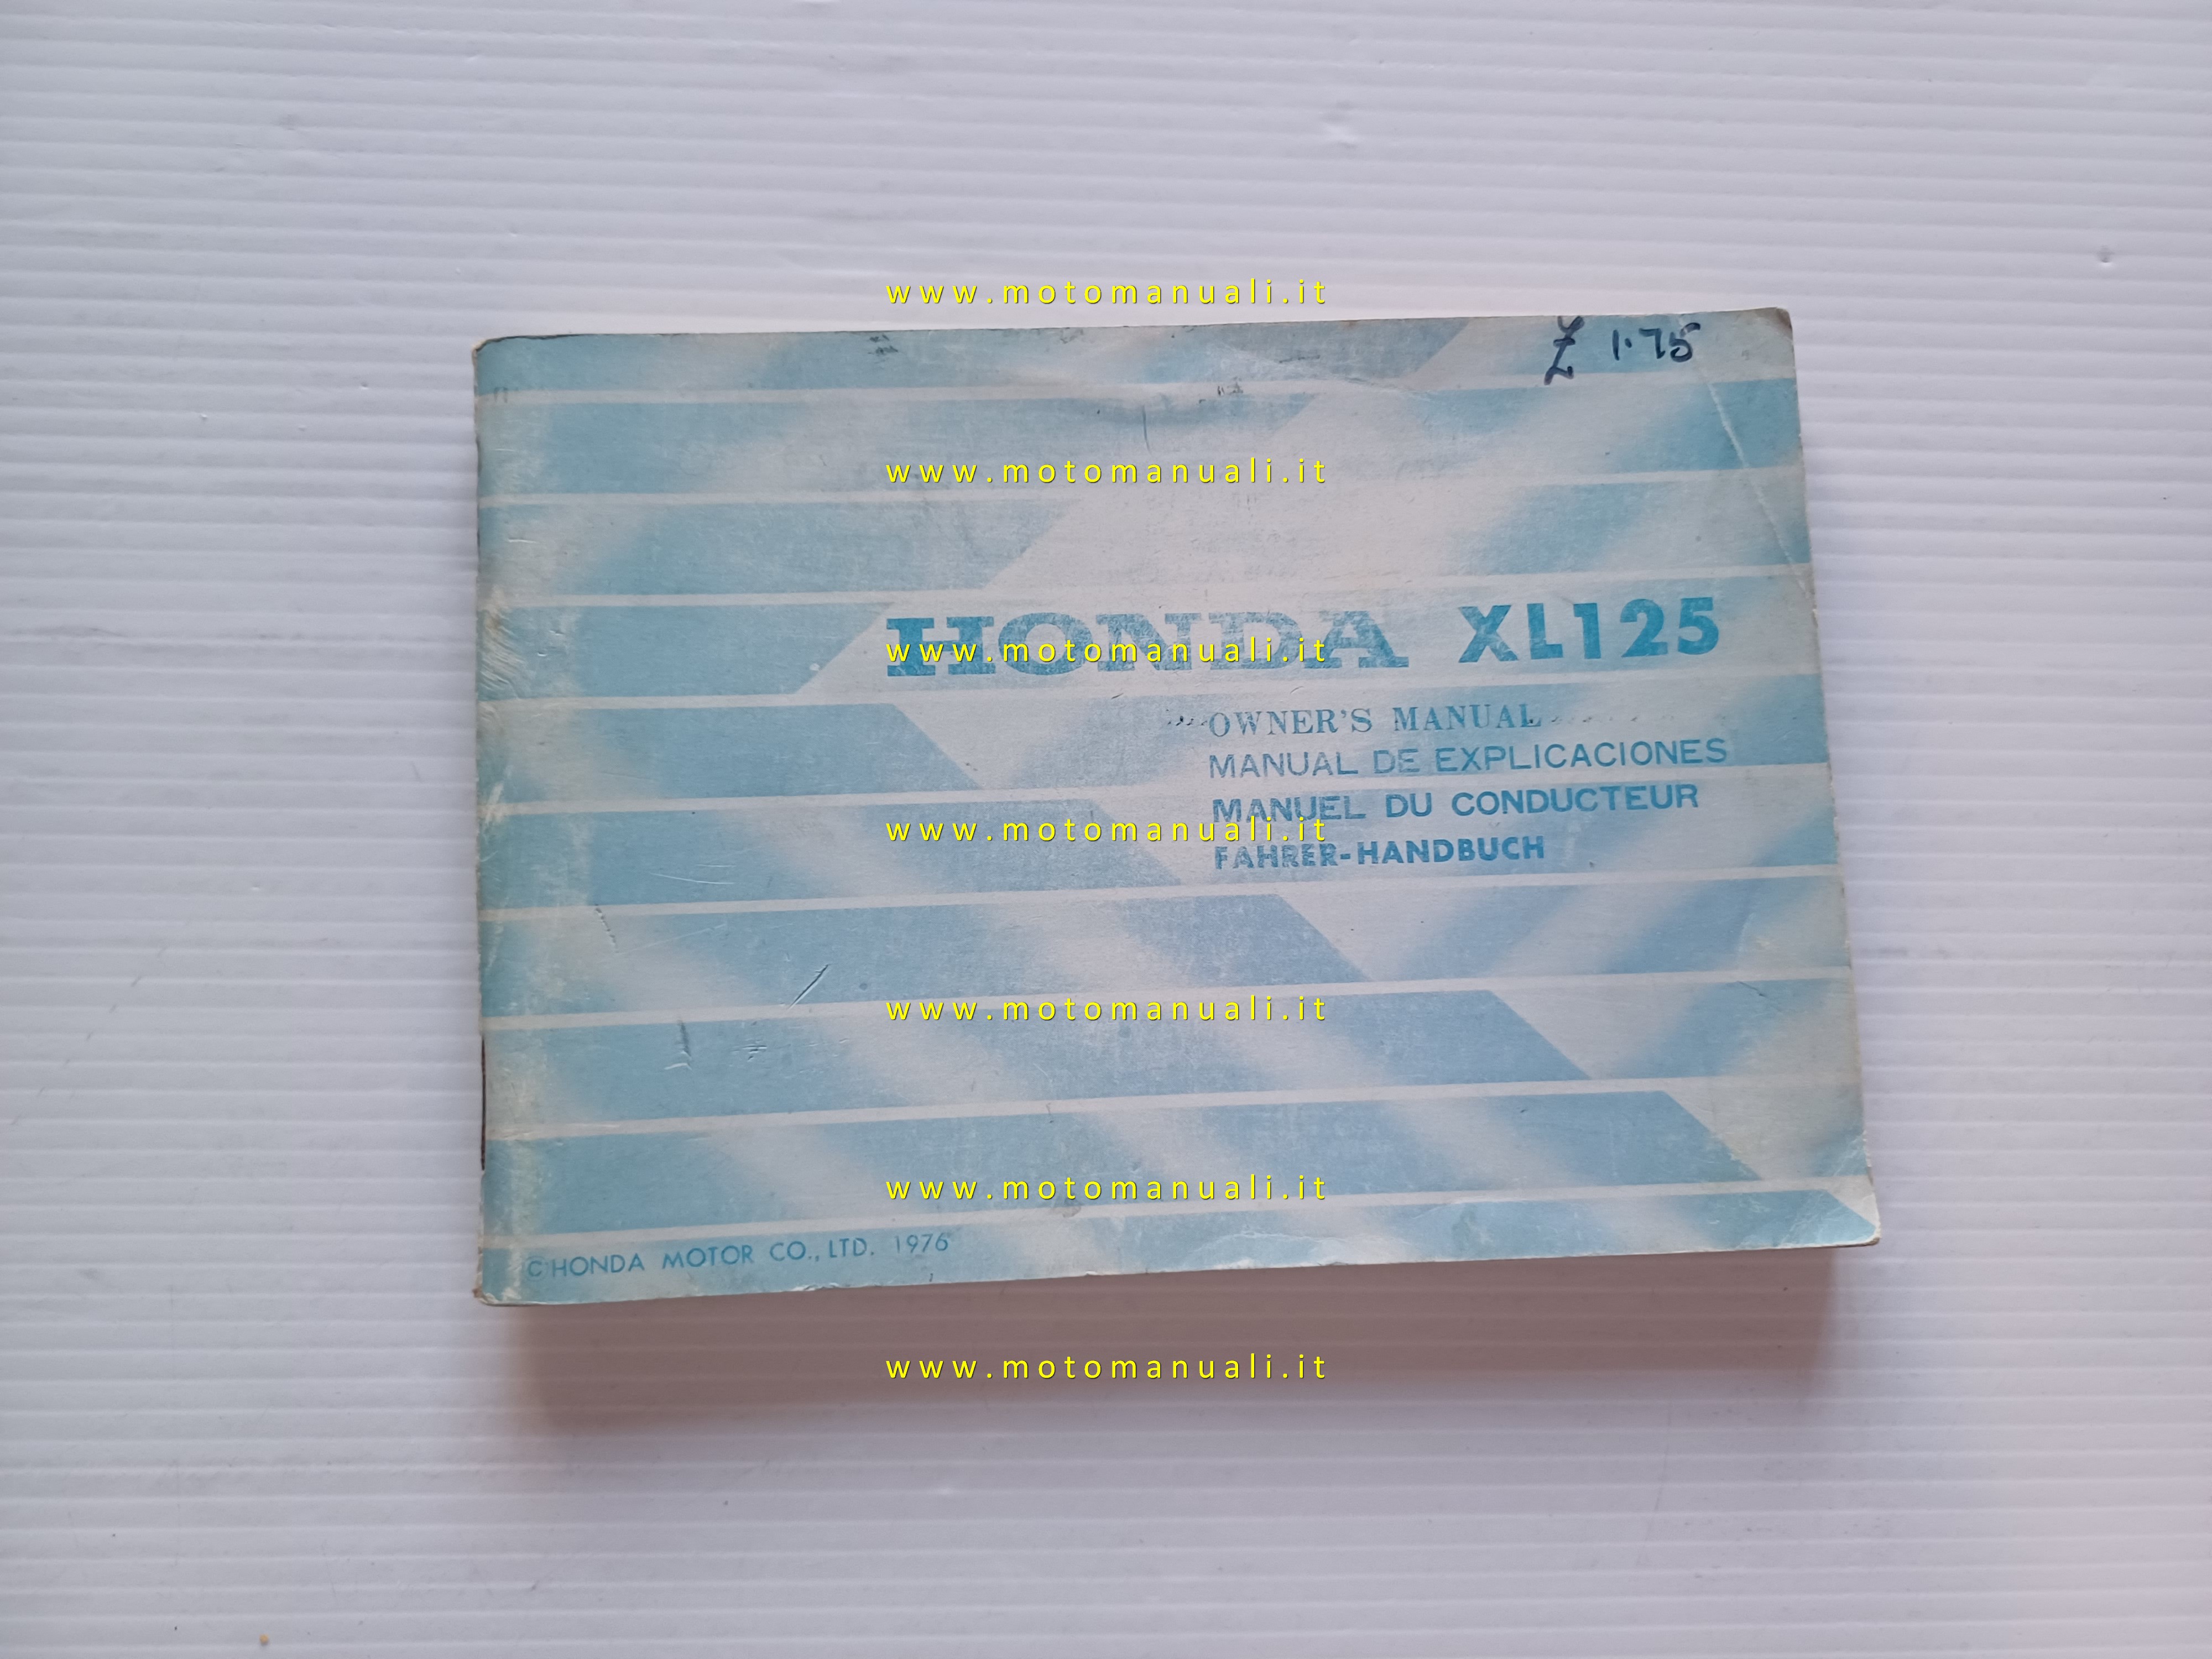 www.motomanuali.it
£ 1.75
www.motomanuali.it
HONDA XL125
www.motomanuali.it
OWNER'S MANUAL
MANUAL DE EXPLICACIONES
MANUEL DU CONDUCTEUR
www.motomanuali.it
FAHRER-HANDBUCH
www.motomanuali.it
www.motomanuali.it
©HONDA MOTOR CO., LTD. 1976
www.motomanuali.it